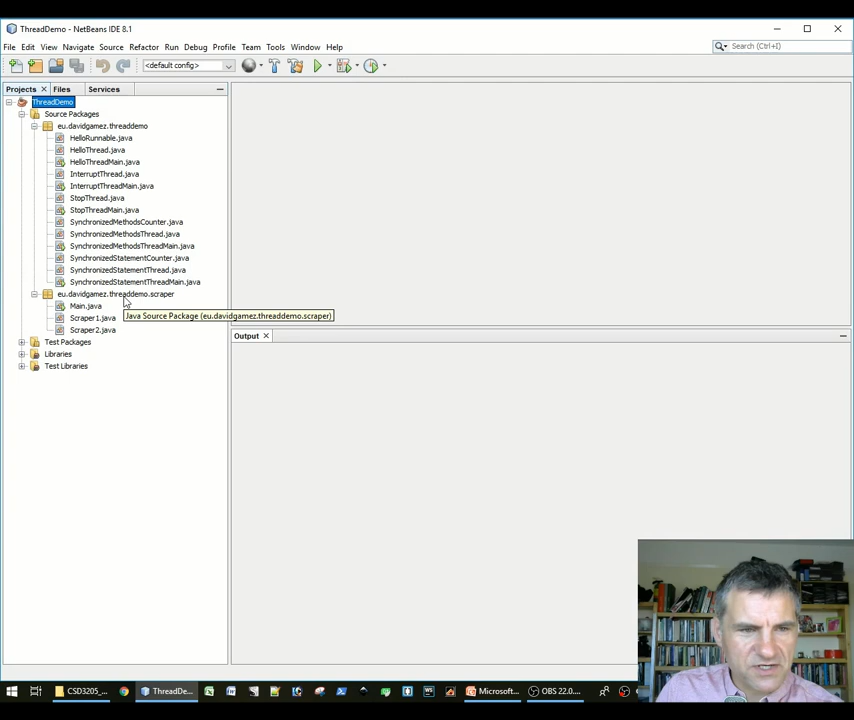 ThreadDemo - NetBeans IDE 8.1
File Edit View Navigate Source Refactor Run Debug Profile Team Tools Window Help
Search (Ctrl+I)
<default config>
Projects Files Services
ThreadDemo
Source Packages
eu.davidgamez.threaddemo
HelloRunnable.java
HelloThread.java
HelloThreadMain.java
InterruptThread.java
InterruptThreadMain.java
StopThread.java
StopThreadMain.java
SynchronizedMethodsCounter.java
SynchronizedMethodsThread.java
SynchronizedMethodsThreadMain.java
SynchronizedStatementCounter.java
SynchronizedStatementThread.java
SynchronizedStatementThreadMain.java
eu.davidgamez.threaddemo.scraper
Main.java
Scraper1.java
Java Source Package (eu.davidgamez.threaddemo.scraper)
Scraper2.java
Test Packages
Libraries
Test Libraries
Output
CSD3205_... ThreadDe... Microsoft... OBS 22.0....